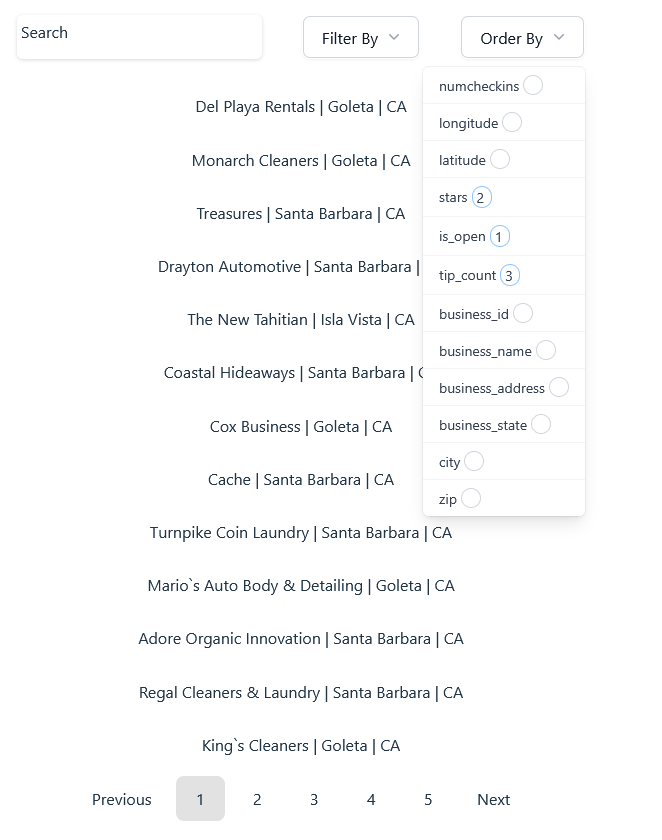 Search
Filter By
Order By
numcheckins
longitude
latitude
stars 2
is_open 1
tip_count 3
business_id
business_name
business_address
business_state
city
zip
Del Playa Rentals | Goleta | CA
Monarch Cleaners | Goleta | CA
Treasures | Santa Barbara | CA
Drayton Automotive | Santa Barbara |
The New Tahitian | Isla Vista | CA
Coastal Hideaways | Santa Barbara |
Cox Business | Goleta | CA
Cache | Santa Barbara | CA
Turnpike Coin Laundry | Santa Barbara | CA
Mario`s Auto Body & Detailing | Goleta | CA
Adore Organic Innovation | Santa Barbara | CA
Regal Cleaners & Laundry | Santa Barbara | CA
King`s Cleaners | Goleta | CA
Previous 1 2 3 4 5 Next